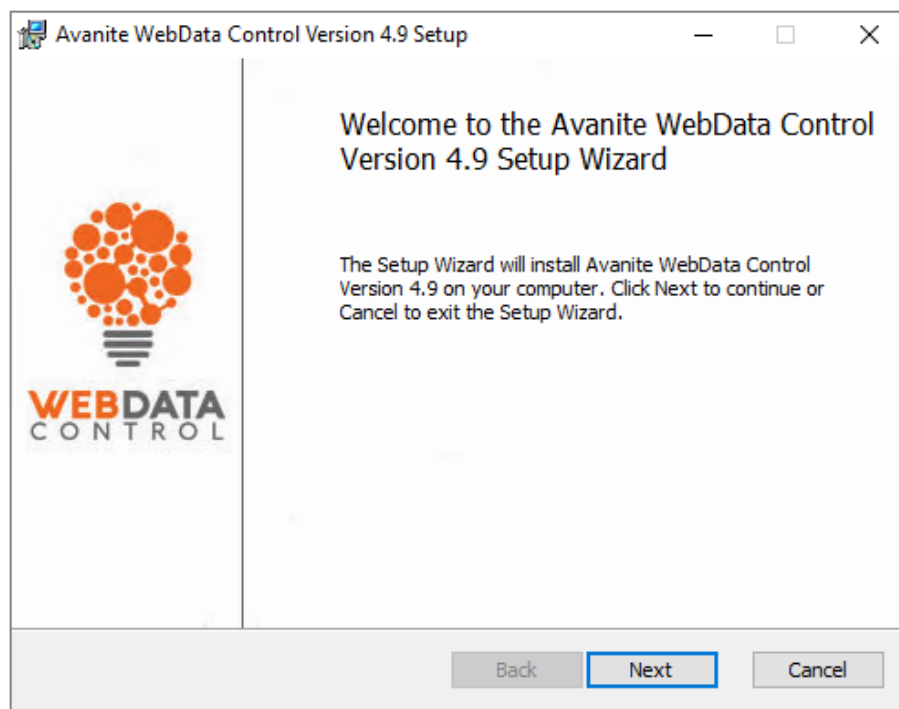 Avanite WebData Control Version 4.9 Setup
Welcome to the Avanite WebData Control
Version 4.9 Setup Wizard
The Setup Wizard will install Avanite WebData Control
Version 4.9 on your computer. Click Next to continue or
Cancel to exit the Setup Wizard.
WEBDATA
CONTROL
Back
Next
Cancel